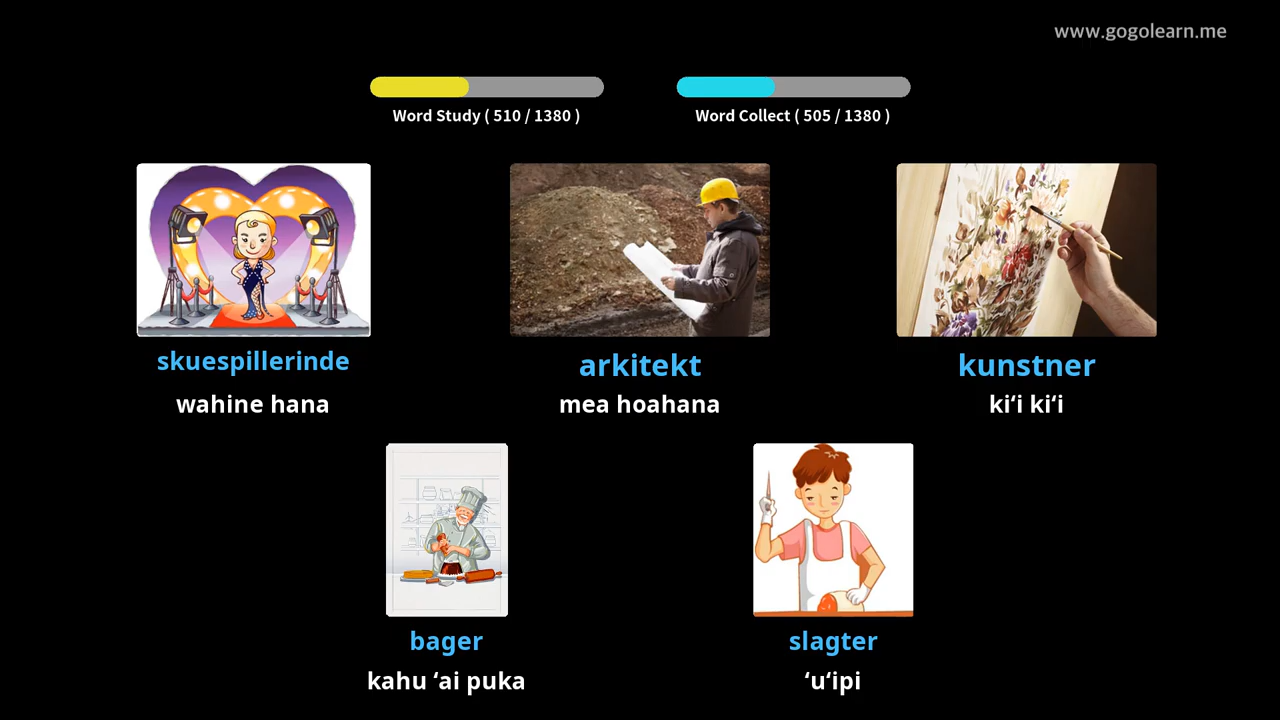 www.gogolearn.me
Word Study ( 510 / 1380 )
Word Collect ( 505 / 1380 )
skuespillerinde
arkitekt
kunstner
wahine hana
mea hoahana
kiʻi kiʻi
bager
slagter
kahu ʻai puka
ʻuʻipi